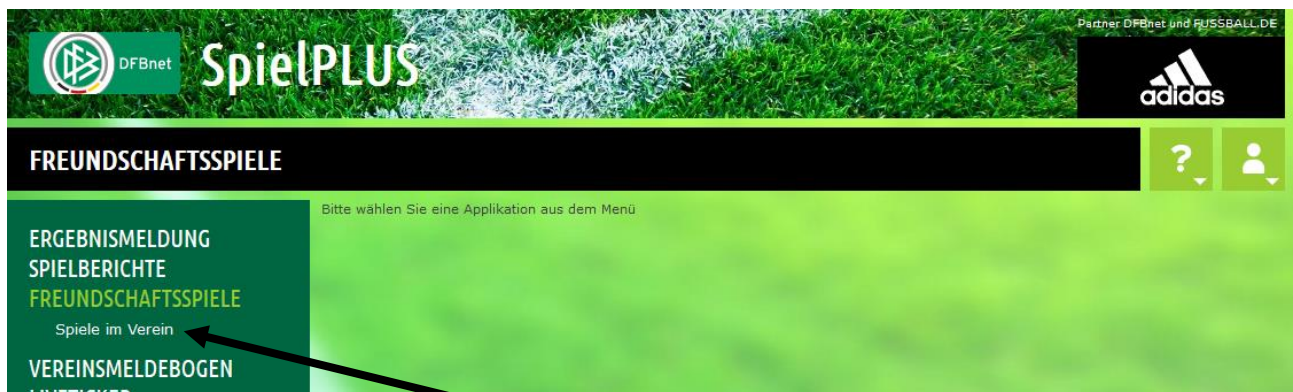 Partner DFBnet und FUSSBALL.DE
DFBnet
SpielPLUS
adidas
FREUNDSCHAFTSSPIELE
?
Bitte wählen Sie eine Applikation aus dem Menü
ERGEBNISMELDUNG
SPIELBERICHTE
FREUNDSCHAFTSSPIELE
Spiele im Verein
VEREINSMELDEBOGEN